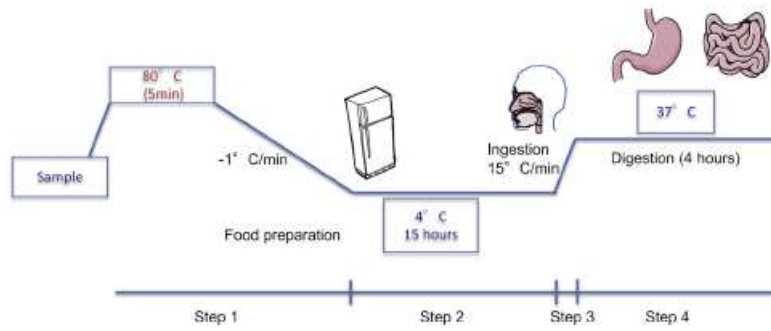 80° C
(5min)
Sample
-1° C/min
Ingestion
15° C/min
37° C
Digestion (4 hours)
Food preparation
4° C
15 hours
Step 1
Step 2
Step 3
Step 4